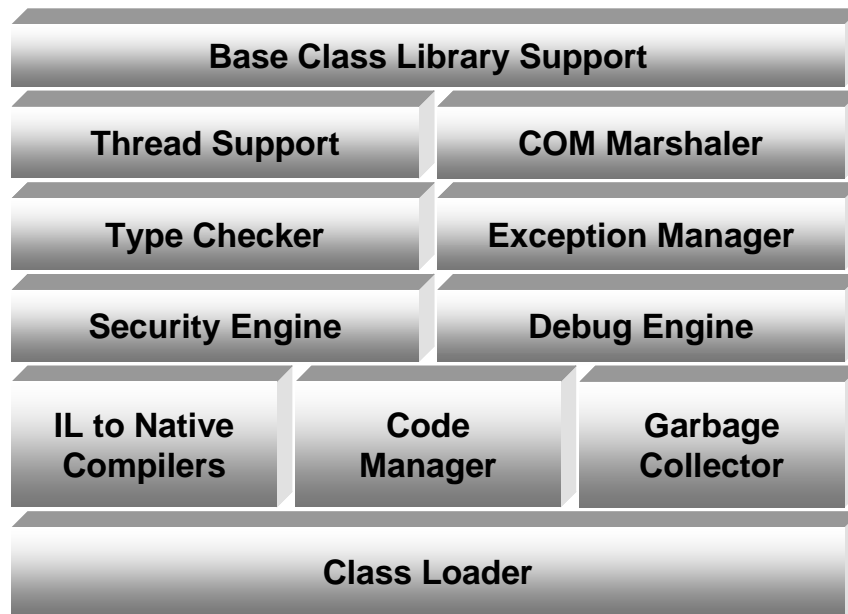 Base Class Library Support
Thread Support
COM Marshaler
Type Checker
Exception Manager
Security Engine
Debug Engine
IL to Native
Compilers
Code
Manager
Garbage
Collector
Class Loader